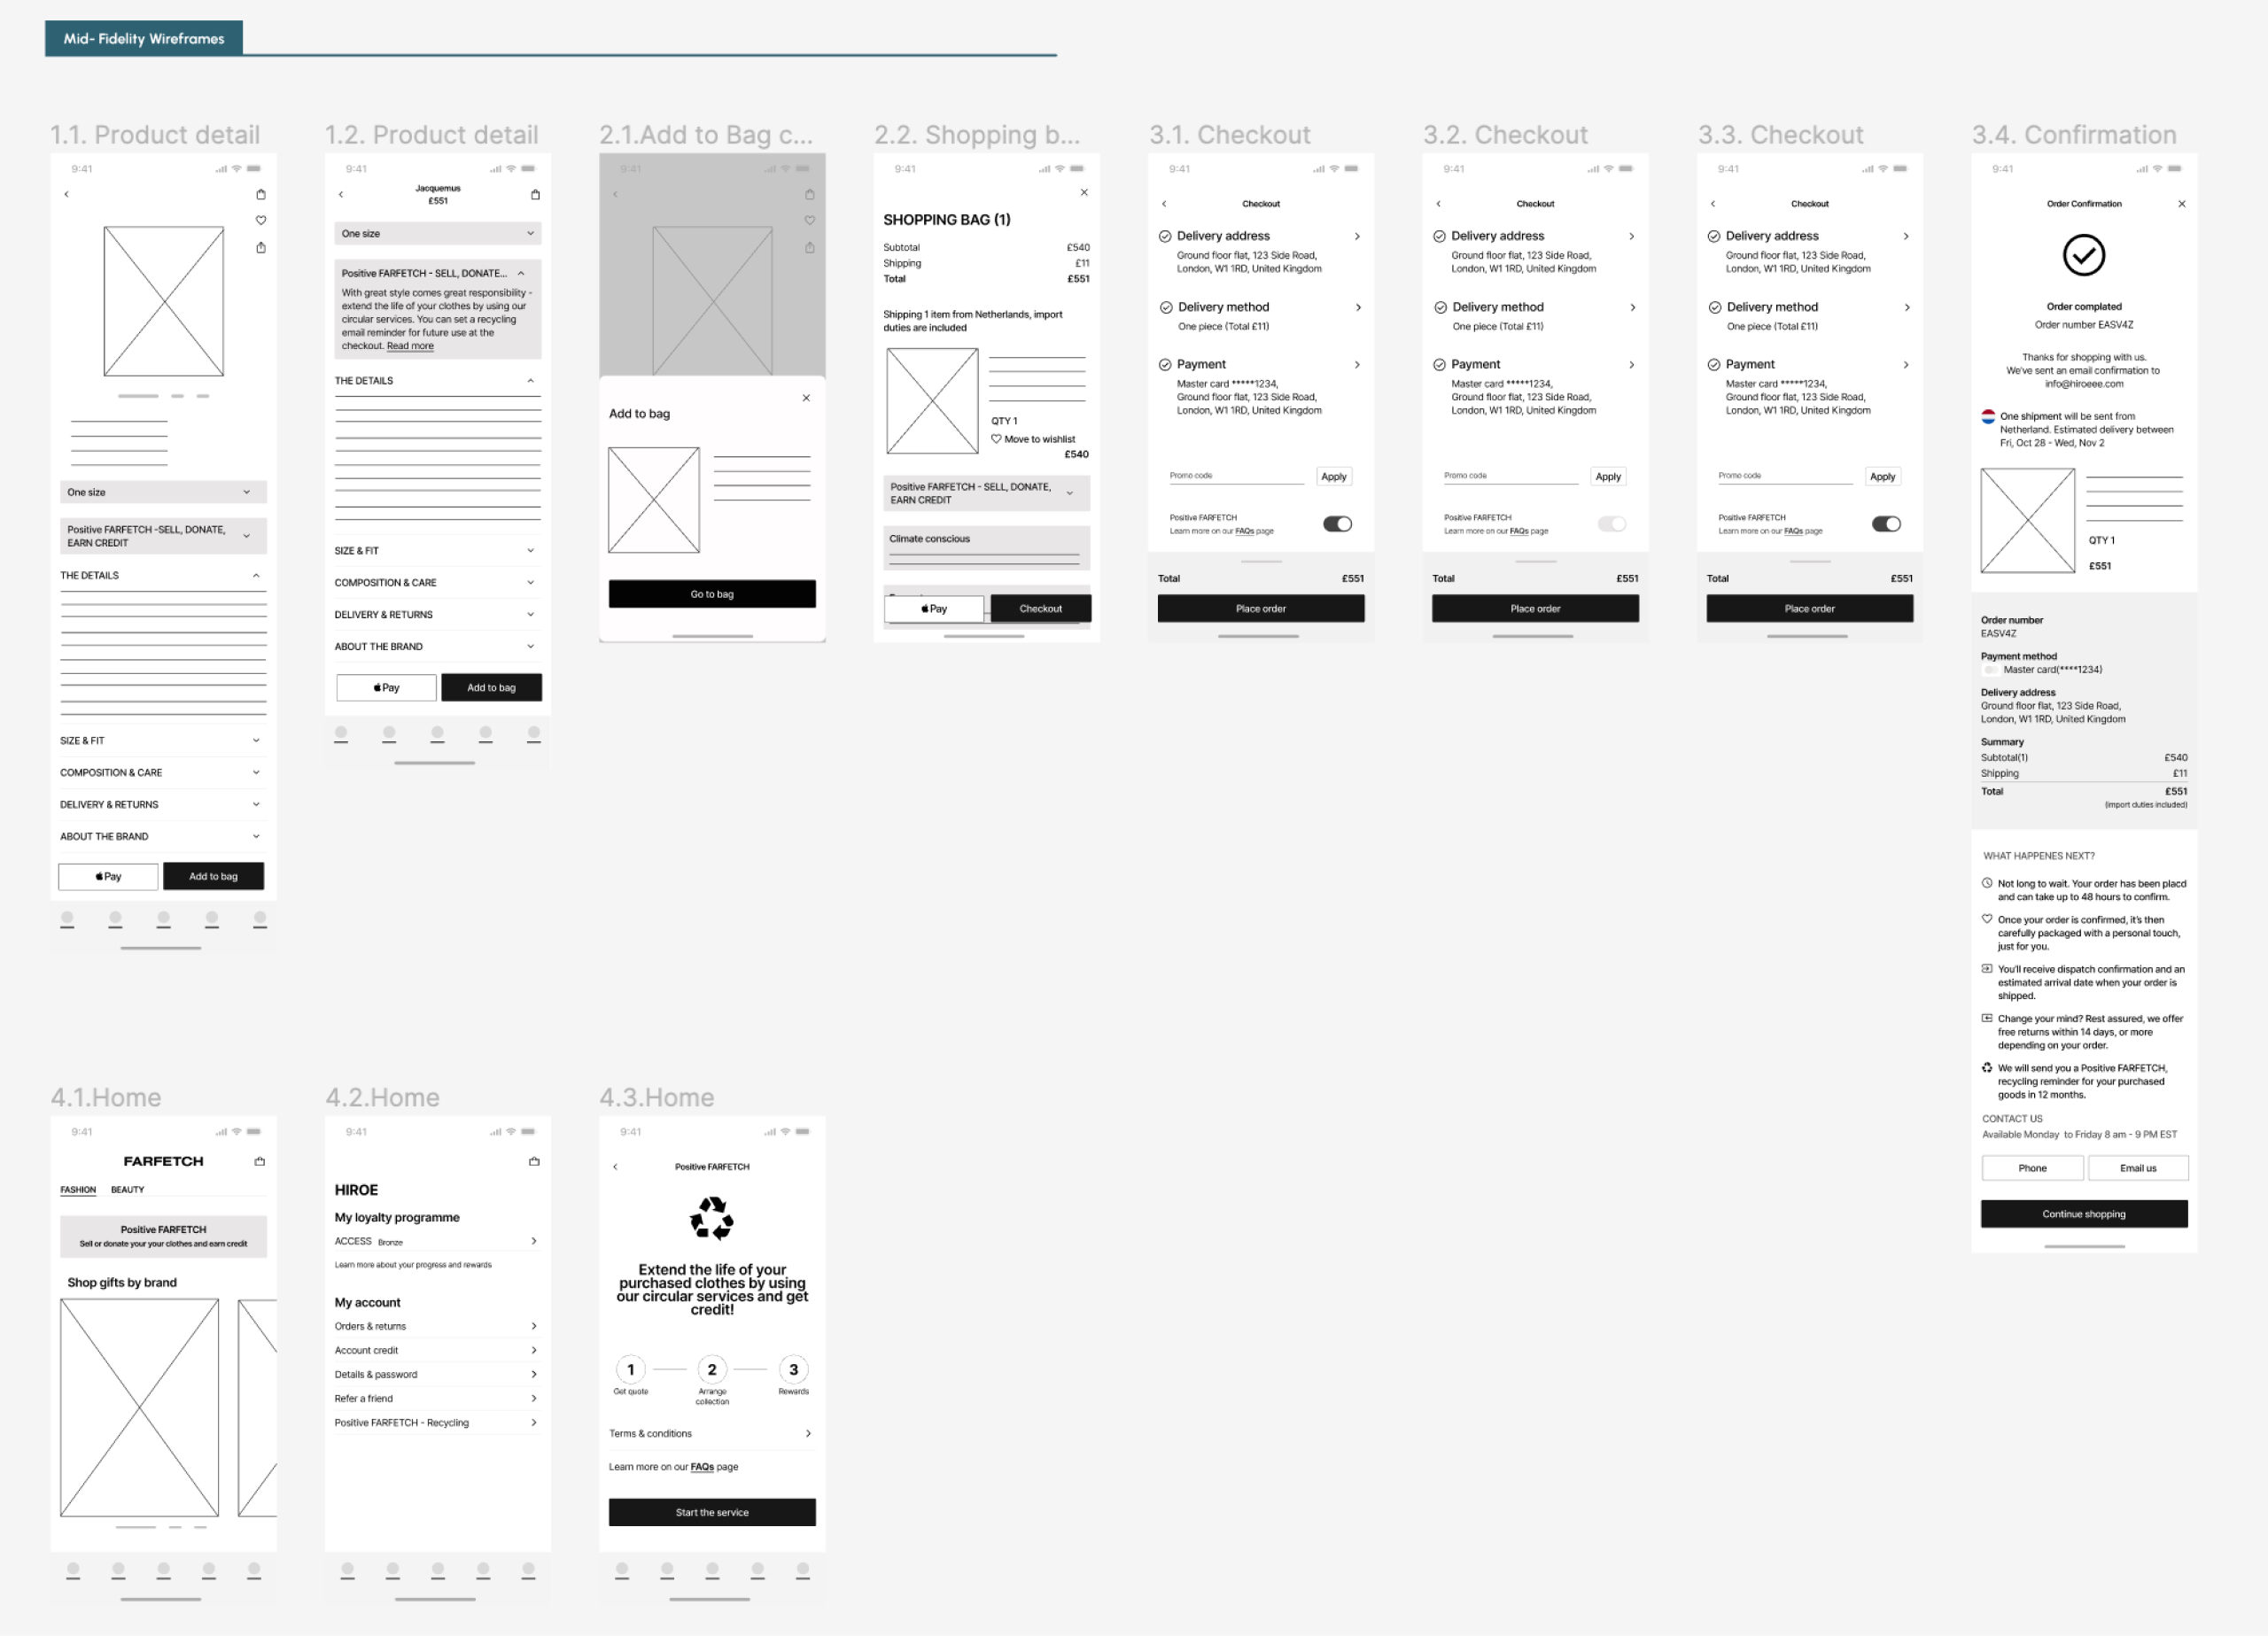 Mid- Fidelity Wireframes
1.1. Product detail
9:41
One size
Positive FARFETCH -SELL, DONATE,
EARN CREDIT
THE DETAILS
SIZE & FIT
COMPOSITION & CARE
DELIVERY & RETURNS
ABOUT THE BRAND
Pay
Add to bag
1.2. Product detail
9:41
Jacquemus
£551
One size
Positive FARFETCH - SELL, DONATE...
With great style comes great responsibility -
extend the life of your clothes by using our
circular services. You can set a recycling
email reminder for future use at the
checkout. Read more
THE DETAILS
SIZE & FIT
COMPOSITION & CARE
DELIVERY & RETURNS
ABOUT THE BRAND
Pay
Add to bag
2.1.Add to Bag c...
9:41
Add to bag
Go to bag
2.2. Shopping b...
9:41
SHOPPING BAG (1)
Subtotal £540
Shipping £11
Total £551
Shipping 1 item from Netherlands, import
duties are included
QTY 1
Move to wishlist
£540
Positive FARFETCH - SELL, DONATE,
EARN CREDIT
Climate conscious
Pay
Checkout
3.1. Checkout
9:41
Checkout
Delivery address
Ground floor flat, 123 Side Road,
London, W1 1RD, United Kingdom
Delivery method
One piece (Total £11)
Payment
Master card *****1234,
Ground floor flat, 123 Side Road,
London, W1 1RD, United Kingdom
Promo code
Apply
Positive FARFETCH
Learn more on our FAQs page
Total £551
Place order
3.2. Checkout
9:41
Checkout
Delivery address
Ground floor flat, 123 Side Road,
London, W1 1RD, United Kingdom
Delivery method
One piece (Total £11)
Payment
Master card *****1234,
Ground floor flat, 123 Side Road,
London, W1 1RD, United Kingdom
Promo code
Apply
Positive FARFETCH
Learn more on our FAQs page
Total £551
Place order
3.3. Checkout
9:41
Checkout
Delivery address
Ground floor flat, 123 Side Road,
London, W1 1RD, United Kingdom
Delivery method
One piece (Total £11)
Payment
Master card *****1234,
Ground floor flat, 123 Side Road,
London, W1 1RD, United Kingdom
Promo code
Apply
Positive FARFETCH
Learn more on our FAQs page
Total £551
Place order
3.4. Confirmation
9:41
Order Confirmation
Order complated
Order number EASV4Z
Thanks for shopping with us.
We've sent an email confirmation to
info@hiroeee.com
One shipment will be sent from
Netherland. Estimated delivery between
Fri, Oct 28 - Wed, Nov 2
QTY 1
£551
Order number
EASV4Z
Payment method
Master card(****1234)
Delivery address
Ground floor flat, 123 Side Road,
London, W1 1RD, United Kingdom
Summary
Subtotal(1) £540
Shipping £11
Total £551
(import duties included)
WHAT HAPPENES NEXT?
Not long to wait. Your order has been placd
and can take up to 48 hours to confirm.
Once your order is confirmed, it's then
carefully packaged with a personal touch,
just for you.
You'll receive dispatch confirmation and an
estimated arrival date when your order is
shipped.
Change your mind? Rest assured, we offer
free returns within 14 days, or more
depending on your order.
We will send you a Positive FARFETCH,
recycling reminder for your purchased
goods in 12 months.
CONTACT US
Available Monday to Friday 8 am - 9 PM EST
Phone
Email us
Continue shopping
4.1.Home
9:41
FARFETCH
FASHION BEAUTY
Positive FARFETCH
Sell or donate your your clothes and earn credit
Shop gifts by brand
4.2.Home
9:41
HIROE
My loyalty programme
ACCESS Bronze
Learn more about your progress and rewards
My account
Orders & returns
Account credit
Details & password
Refer a friend
Positive FARFETCH - Recycling
4.3.Home
9:41
Positive FARFETCH
Extend the life of your
purchased clothes by using
our circular services and get
credit!
1 2 3
Get quote
Arrange
collection
Rewards
Terms & conditions
Learn more on our FAQs page
Start the service